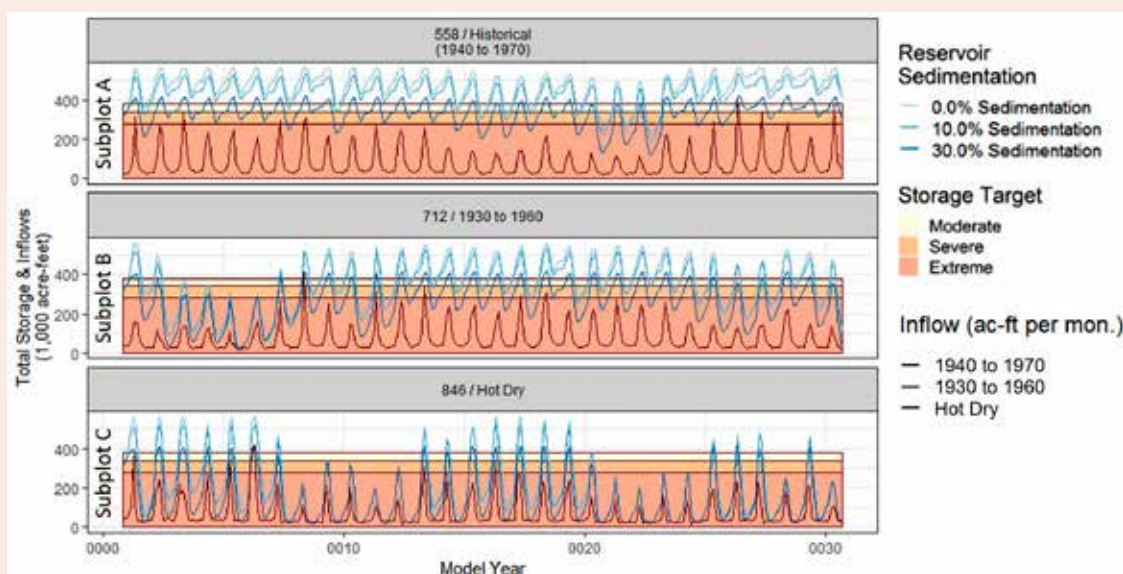 558 / Historical
(1940 to 1970)
Subplot A
400
200
0
712 / 1930 to 1960
Subplot B
400
200
0
846 / Hot Dry
Subplot C
400
200
0
0000
0010
0020
0030
Model Year
Total Storage & Inflows
(1,000 acre-feet)
Reservoir
Sedimentation
0.0% Sedimentation
10.0% Sedimentation
30.0% Sedimentation
Storage Target
Moderate
Severe
Extreme
Inflow (ac-ft per mon.)
1940 to 1970
1930 to 1960
Hot Dry